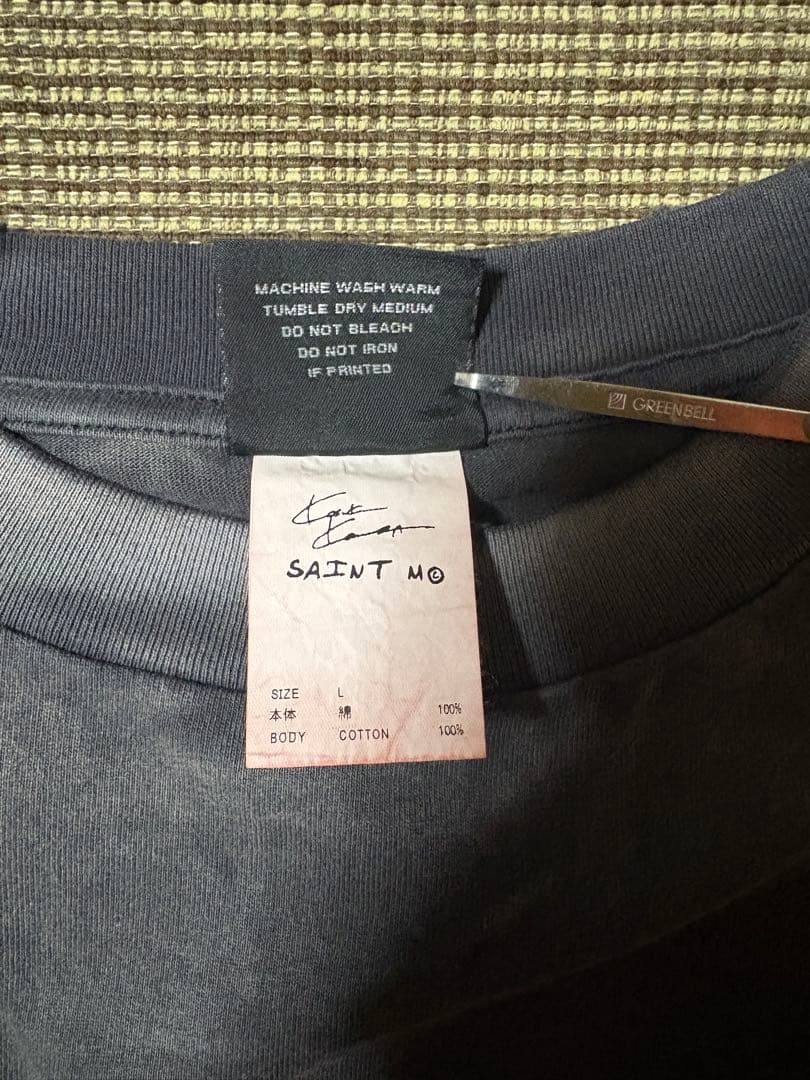 MACHINE WASH WARM
TUMBLE DRY MEDIUM
DO NOT BLEACH
DO NOT IRON
IF PRINTED
GREENBELL
SAINT M©
SIZE L
本体 綿 100%
BODY COTTON 100%